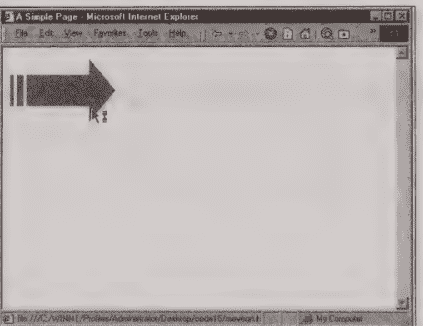 A Simple Page - Microsoft Internet Explorer
File Edit View Favorites Tools Help »
My Computer